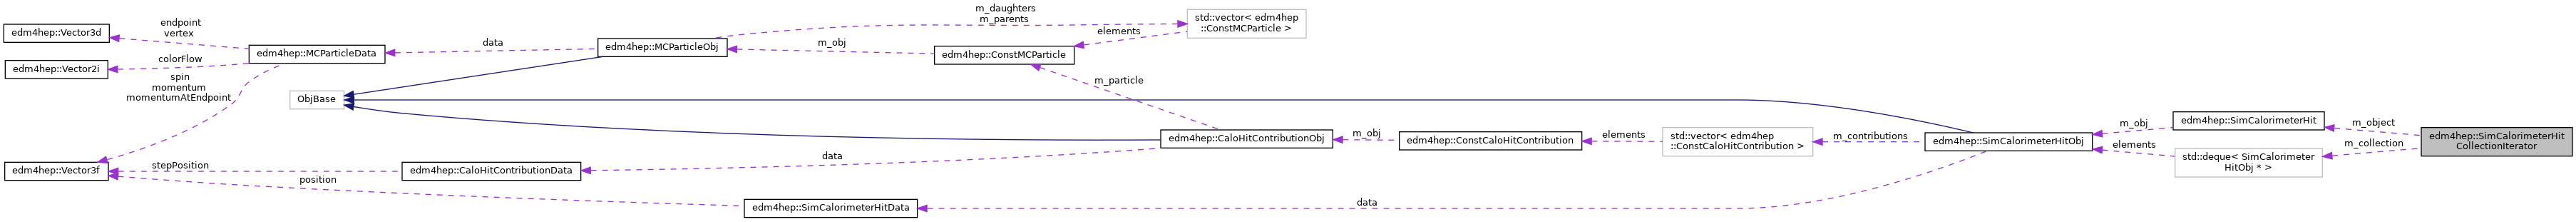 edm4hep::Vector3d
edm4hep::Vector2i
edm4hep::Vector3f
endpoint
vertex
colorFlow
spin
momentum
momentumAtEndpoint
stepPosition
position
edm4hep::MCParticleData
ObjBase
edm4hep::CaloHitContributionData
data
edm4hep::MCParticleObj
data
edm4hep::SimCalorimeterHitData
m_obj
m_daughters
m_parents
edm4hep::ConstMCParticle
elements
std::vector< edm4hep
::ConstMCParticle >
m_particle
edm4hep::CaloHitContributionObj
m_obj
edm4hep::ConstCaloHitContribution
data
elements
std::vector< edm4hep
::ConstCaloHitContribution >
m_contributions
edm4hep::SimCalorimeterHitObj
m_obj
elements
edm4hep::SimCalorimeterHit
std::deque< SimCalorimeter
HitObj * >
m_object
m_collection
edm4hep::SimCalorimeterHit
CollectionIterator